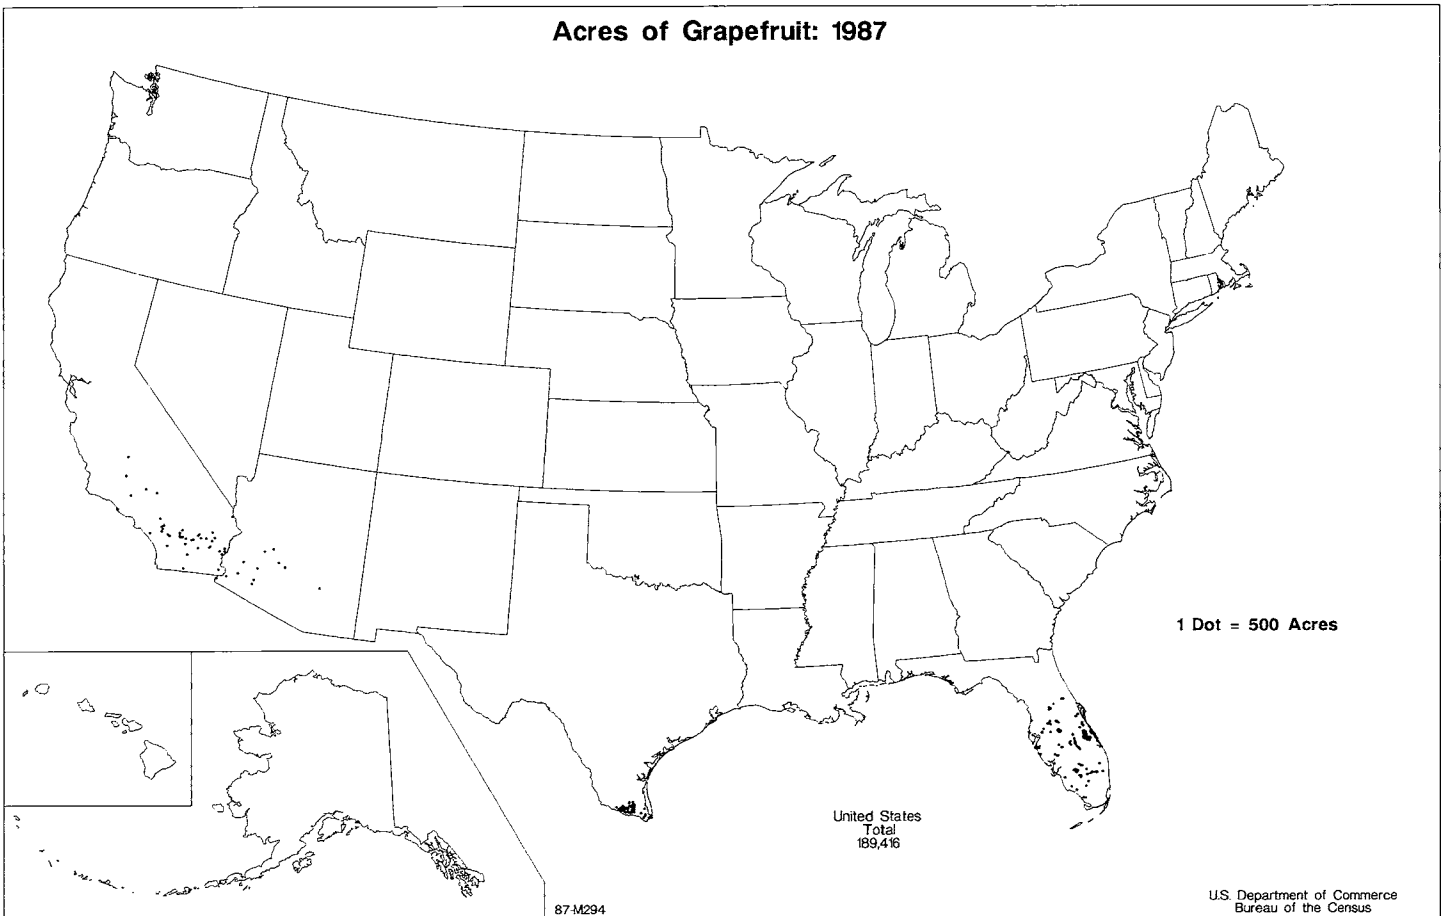 Acres of Grapefruit: 1987
1 Dot = 500 Acres
United States
Total
189,416
87-M294
U.S. Department of Commerce
Bureau of the Census